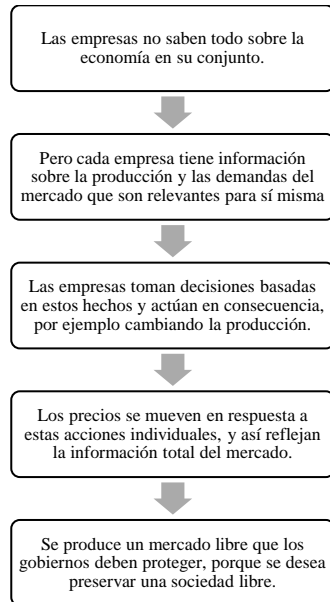 Las empresas no saben todo sobre la
economía en su conjunto.
Pero cada empresa tiene información
sobre la producción y las demandas del
mercado que son relevantes para sí misma
Las empresas toman decisiones basadas
en estos hechos y actúan en consecuencia,
por ejemplo cambiando la producción.
Los precios se mueven en respuesta a
estas acciones individuales, y así reflejan
la información total del mercado.
Se produce un mercado libre que los
gobiernos deben proteger, porque se desea
preservar una sociedad libre.